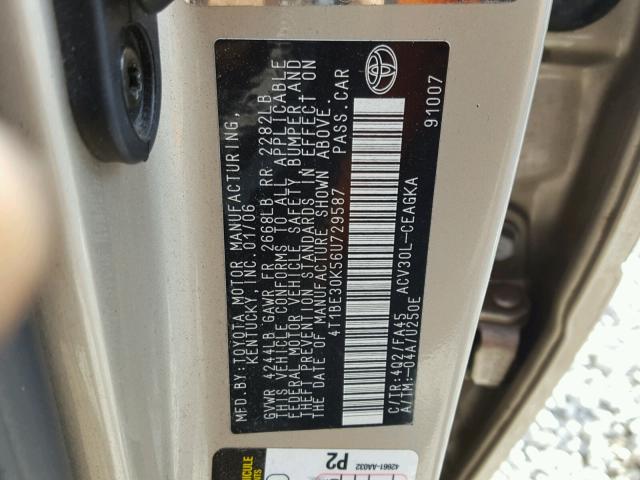 MFD. BY: TOYOTA MOTOR MANUFACTURING,
KENTUCKY, INC. 01/06
GVWR 4244LB GAWR FR 2668LB RR 2282LB
THIS VEHICLE CONFORMS TO ALL APPLICABLE
FEDERAL MOTOR VEHICLE SAFETY, BUMPER, AND
THEFT PREVENTION STANDARDS IN EFFECT ON
THE DATE OF MANUFACTURE SHOWN ABOVE.
4T1BE30K56U729587 PASS. CAR
ACV30L-CEAGKA
C/TR: 4Q2/FA45
A/TM: -04A/U250E 91007
42661-AA032
P2